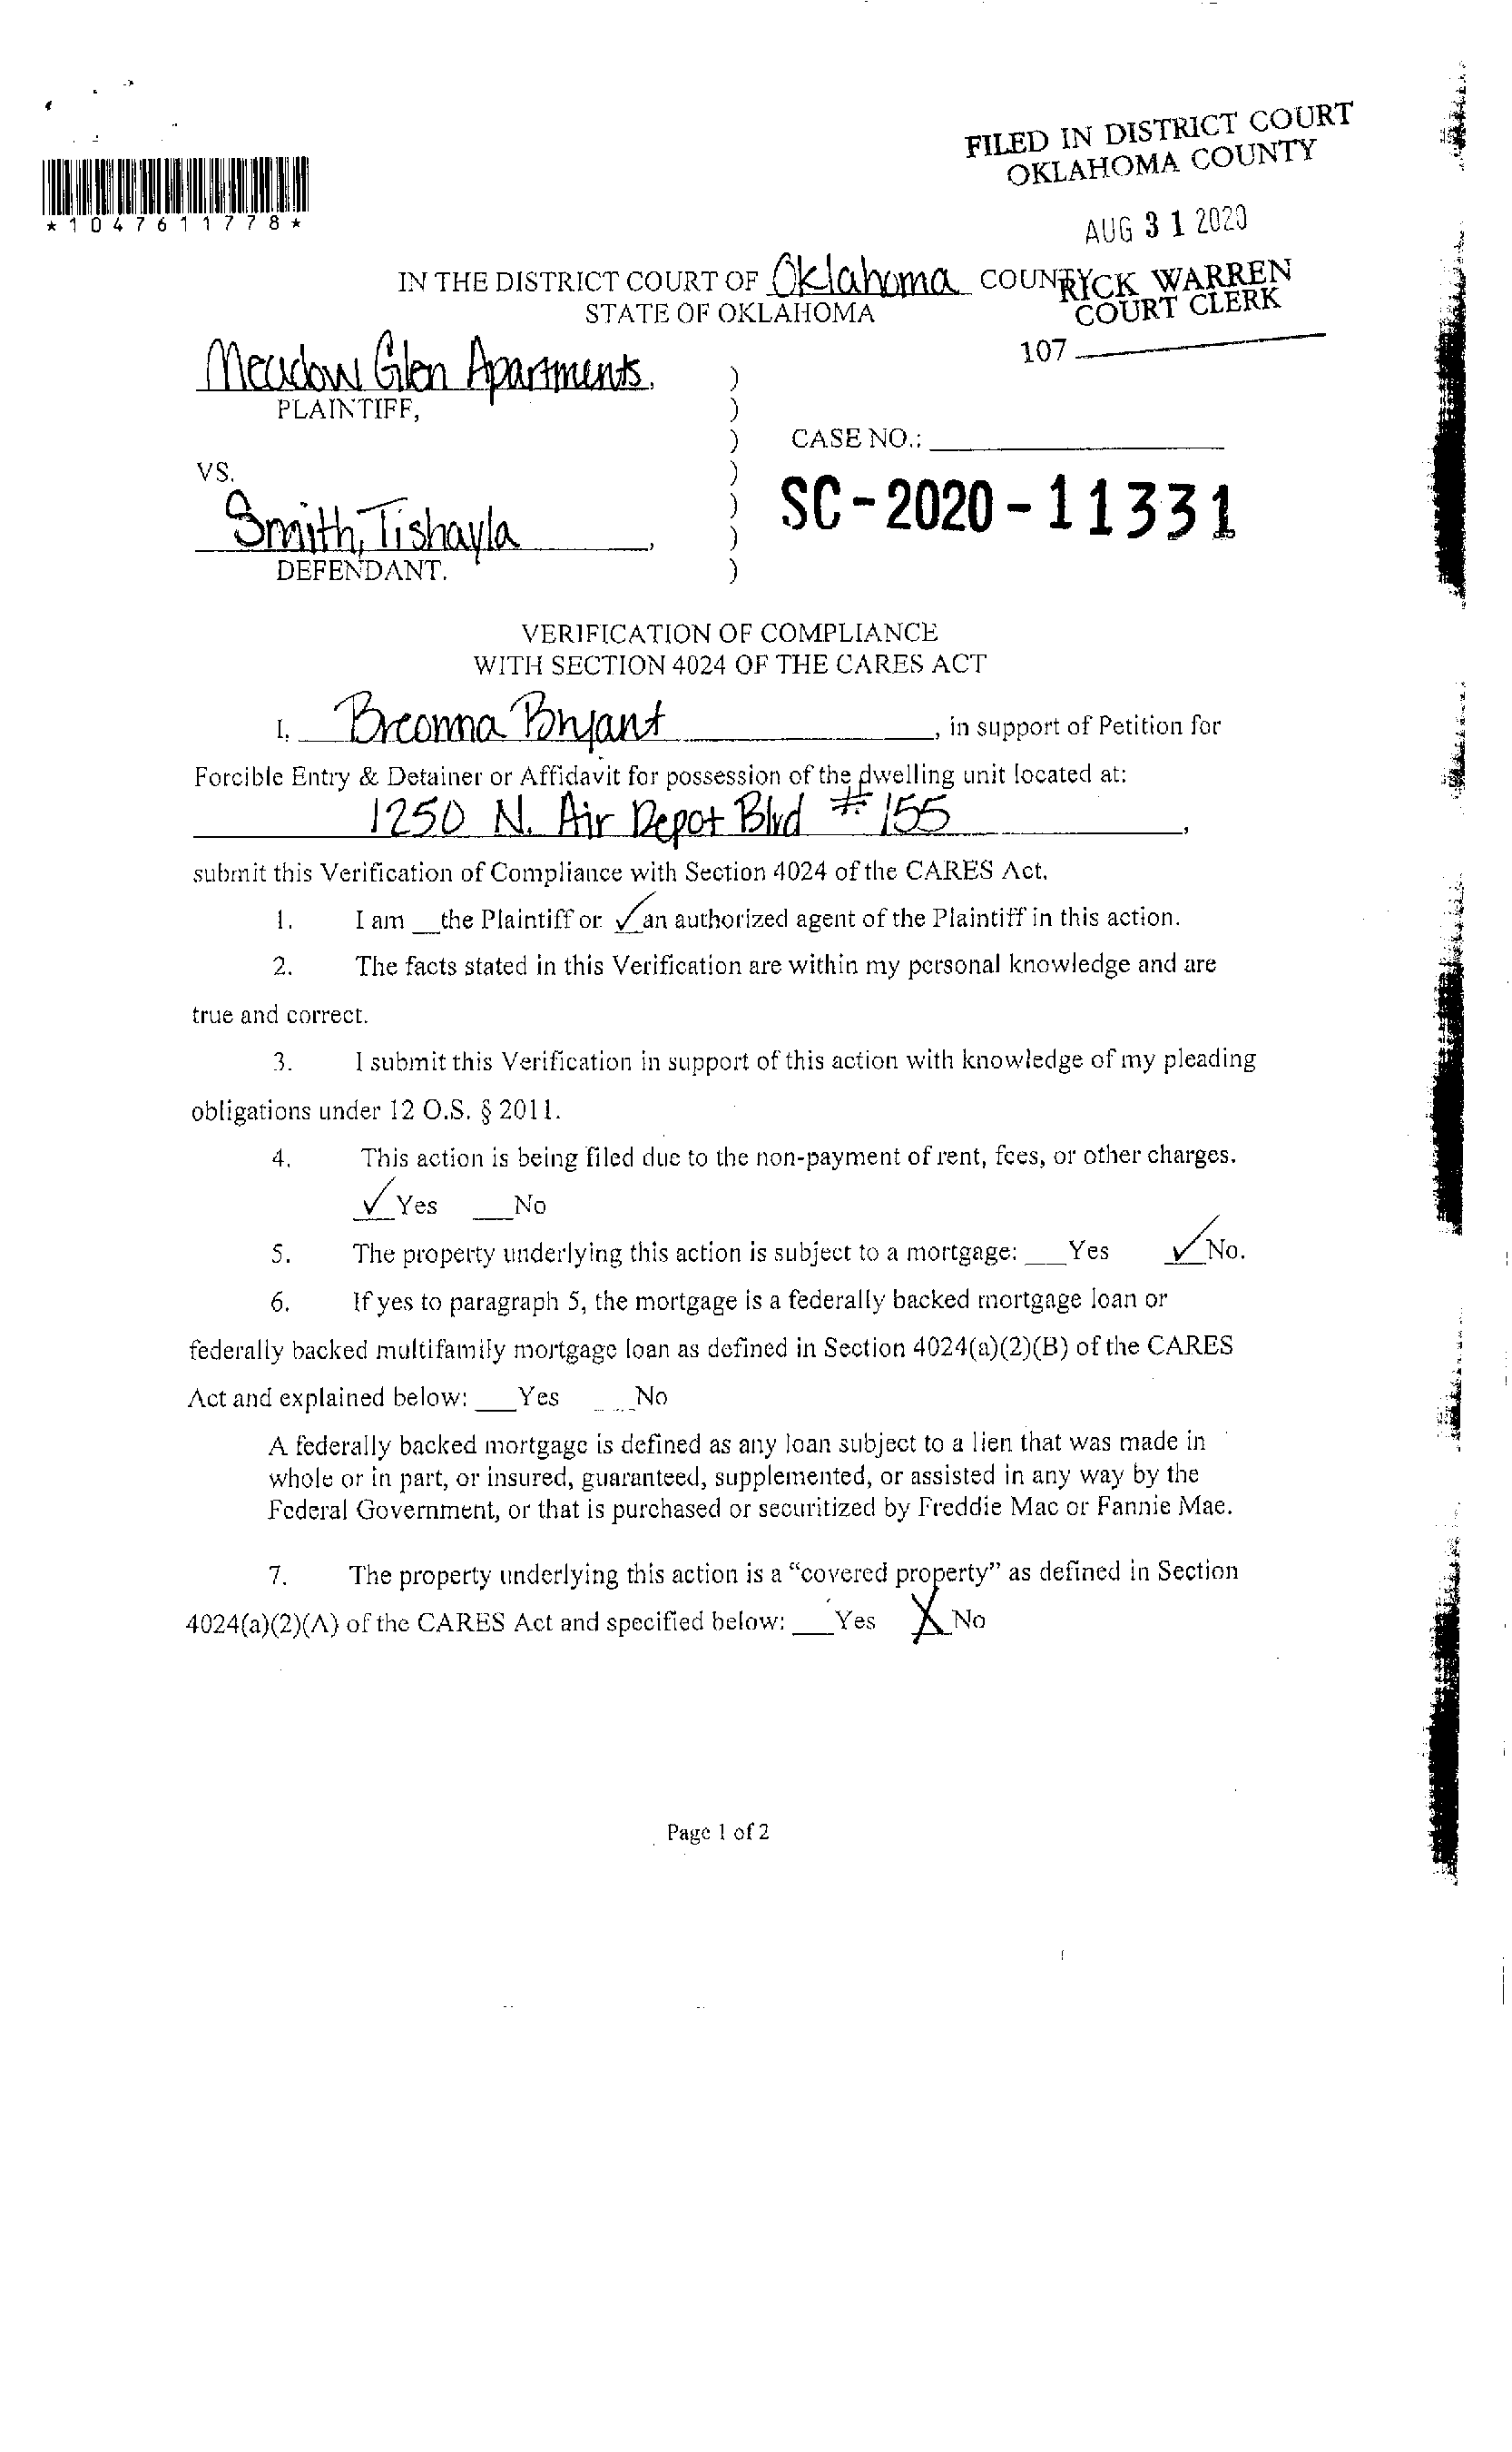 FILED IN DISTRICT COURT
OKLAHOMA COUNTY
*1047611778*
AUG 31 2020
IN THE DISTRICT COURT OF Oklahoma COUNTY
RICK WARREN
STATE OF OKLAHOMA
COURT CLERK
107
Meadow Glen Apartments,
)
PLAINTIFF,
)
) CASE NO.:
VS.
)
) SC-2020-11331
Smith, Tishayla,
)
DEFENDANT.
)
VERIFICATION OF COMPLIANCE
WITH SECTION 4024 OF THE CARES ACT
I, Breonna Bryant, in support of Petition for
Forcible Entry & Detainer or Affidavit for possession of the dwelling unit located at:
1250 N. Air Depot Blvd #155,
submit this Verification of Compliance with Section 4024 of the CARES Act.
1. I am __the Plaintiff or ✓an authorized agent of the Plaintiff in this action.
2. The facts stated in this Verification are within my personal knowledge and are
true and correct.
3. I submit this Verification in support of this action with knowledge of my pleading
obligations under 12 O.S. § 2011.
4. This action is being filed due to the non-payment of rent, fees, or other charges.
✓Yes __No
5. The property underlying this action is subject to a mortgage: __Yes ✓No.
6. If yes to paragraph 5, the mortgage is a federally backed mortgage loan or
federally backed multifamily mortgage loan as defined in Section 4024(a)(2)(B) of the CARES
Act and explained below: __Yes __No
A federally backed mortgage is defined as any loan subject to a lien that was made in
whole or in part, or insured, guaranteed, supplemented, or assisted in any way by the
Federal Government, or that is purchased or securitized by Freddie Mac or Fannie Mae.
7. The property underlying this action is a “covered property” as defined in Section
4024(a)(2)(A) of the CARES Act and specified below: __Yes XNo
Page 1 of 2